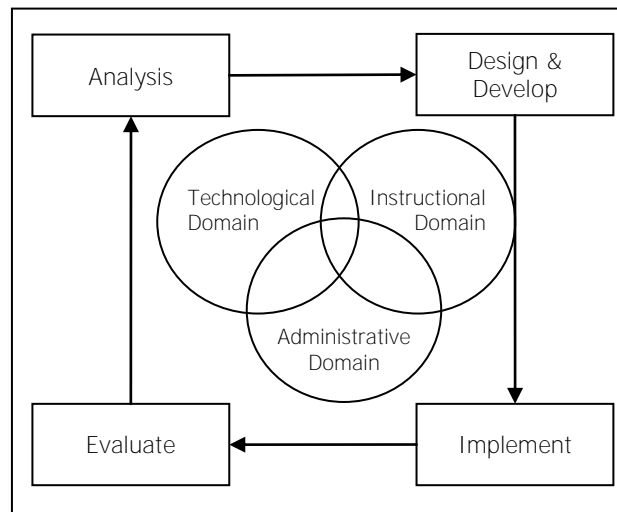 Analysis
Design &
Develop
Technological
Domain
Instructional
Domain
Administrative
Domain
Evaluate
Implement